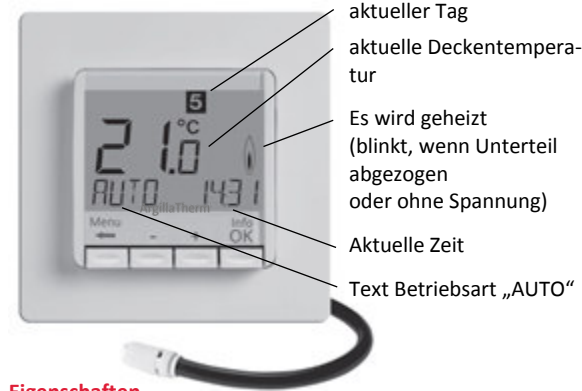 aktueller Tag
aktuelle Deckentempera-
tur
Es wird geheizt
(blinkt, wenn Unterteil
abgezogen
oder ohne Spannung)
Aktuelle Zeit
Text Betriebsart „AUTO“
5
°C
21.0
AUTO 1431
ArgillaTherm
Menu Info
- + OK
Eigenschaften